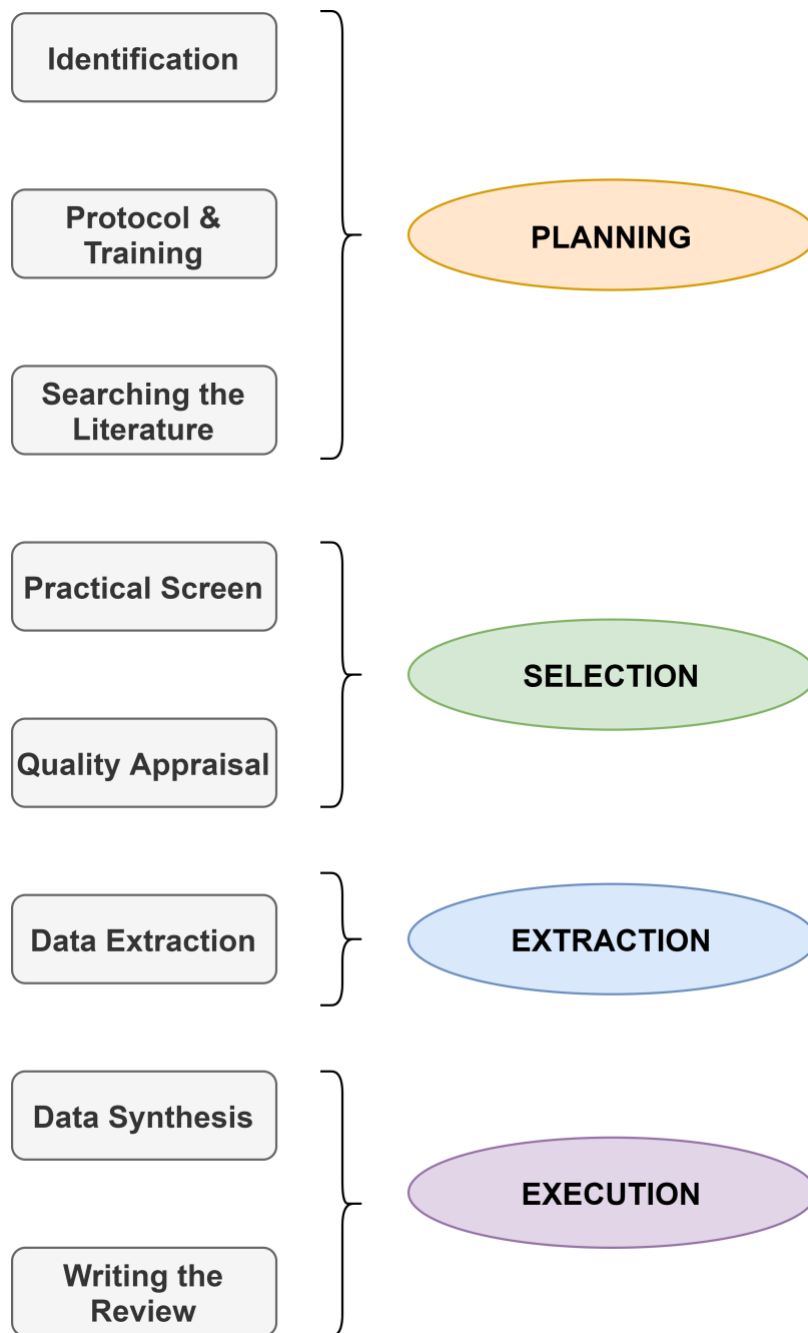 Identification
Protocol &
Training
PLANNING
Searching the
Literature
Practical Screen
SELECTION
Quality Appraisal
Data Extraction
EXTRACTION
Data Synthesis
EXECUTION
Writing the
Review